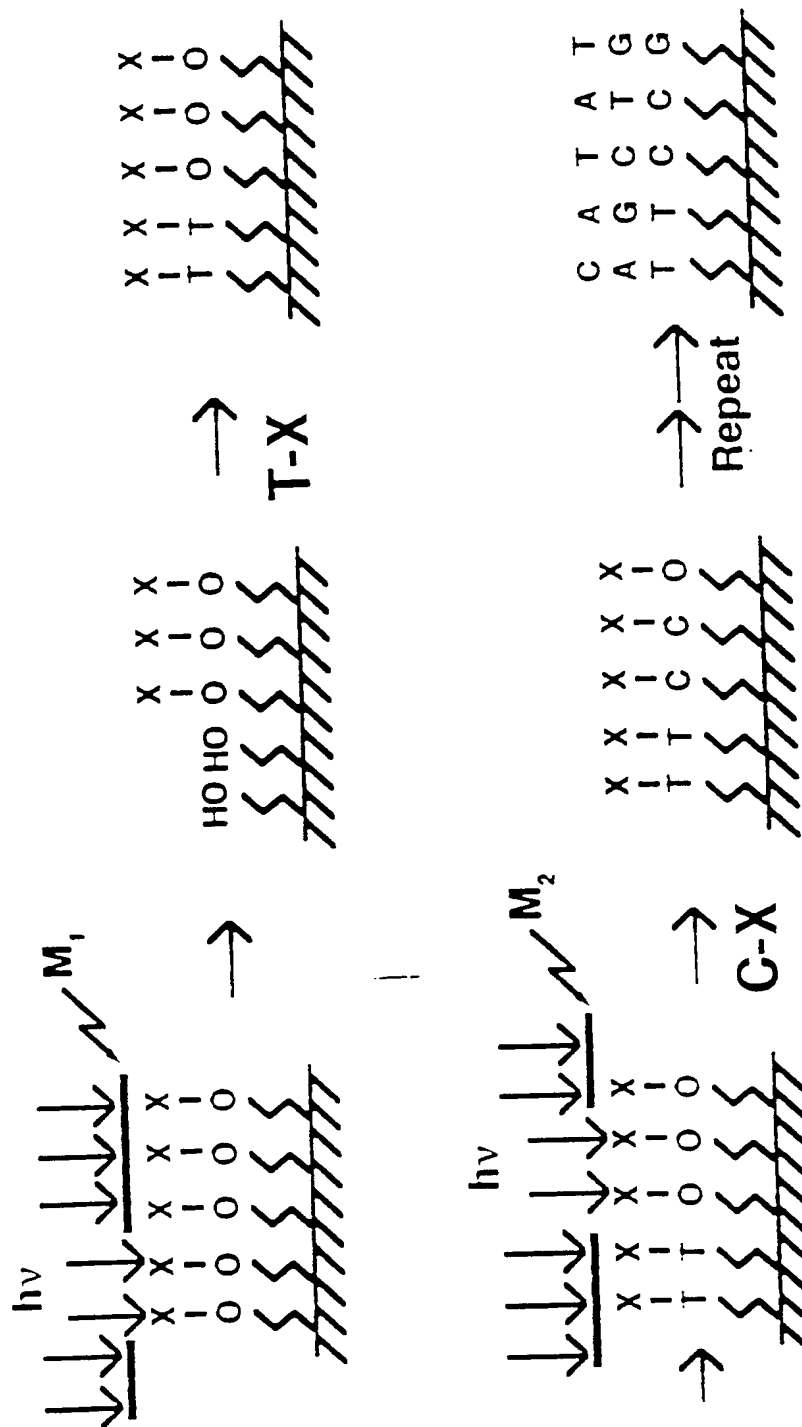 hν
M₁
X X X X X
O O O O O
X X X
HO HO O O O
T-X
X X X X X
T T O O O
hν
M₂
X X X X X
T T O O O
C-X
X X X X X
T T C C O
Repeat
C A T A T
A G C T G
T T C C G